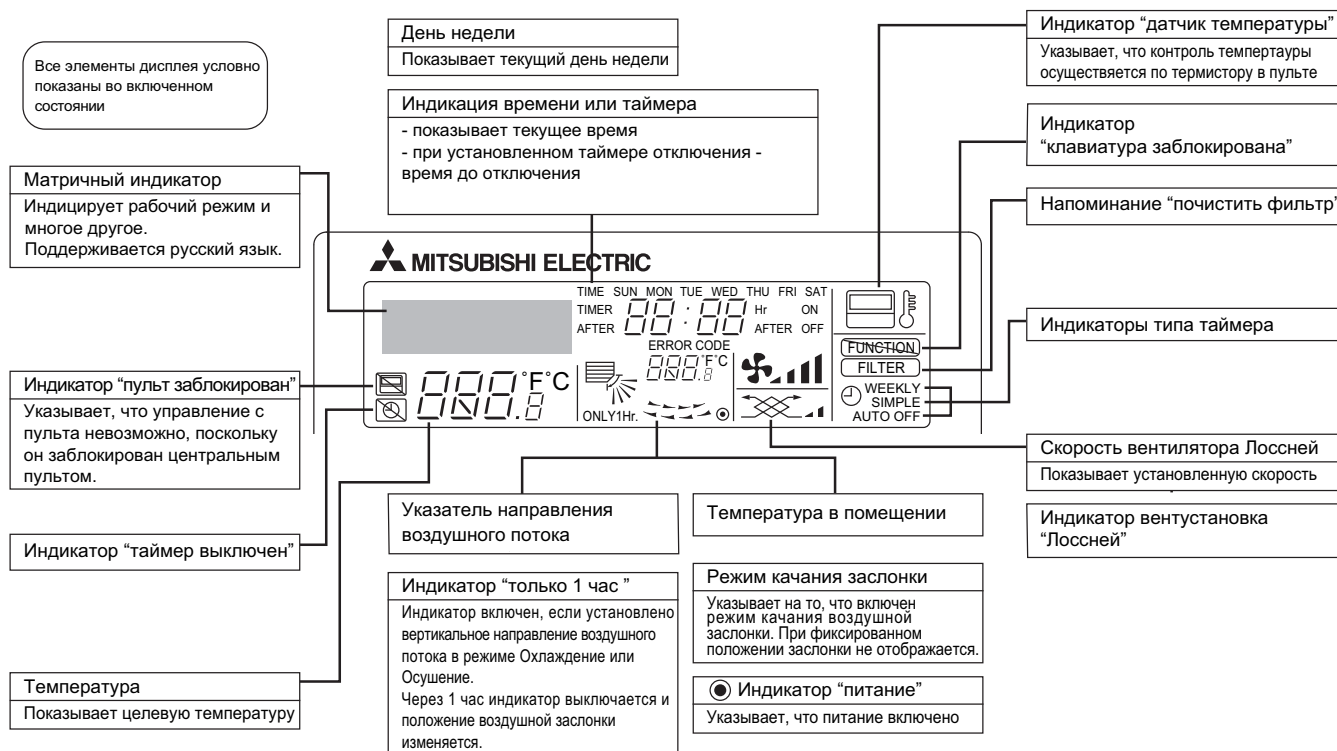 Все элементы дисплея условно
показаны во включенном
состоянии
День недели
Показывает текущий день недели
Индикация времени или таймера
- показывает текущее время
- при установленном таймере отключения -
время до отключения
Индикатор “датчик температуры”
Указывает, что контроль темпертауры
осуществяется по термистору в пульте
Индикатор
“клавиатура заблокирована”
Напоминание “почистить фильтр”
Индикаторы типа таймера
Матричный индикатор
Индицирует рабочий режим и
многое другое.
Поддерживается русский язык.
MITSUBISHI ELECTRIC
TIME SUN MON TUE WED THU FRI SAT
TIMER 88:88 Hr ON
AFTER AFTER OFF
ERROR CODE
888.8 °F°C
FUNCTION
FILTER
WEEKLY
SIMPLE
AUTO OFF
888.8 °F°C
ONLY1Hr.
Индикатор “пульт заблокирован”
Указывает, что управление с
пульта невозможно, поскольку
он заблокирован центральным
пультом.
Индикатор “таймер выключен”
Температура
Показывает целевую температуру
Указатель направления
воздушного потока
Температура в помещении
Индикатор “только 1 час ”
Индикатор включен, если установлено
вертикальное направление воздушного
потока в режиме Охлаждение или
Осушение.
Через 1 час индикатор выключается и
положение воздушной заслонки
изменяется.
Режим качания заслонки
Указывает на то, что включен
режим качания воздушной
заслонки. При фиксированном
положении заслонки не отображается.
Индикатор “питание”
Указывает, что питание включено
Скорость вентилятора Лоссней
Показывает установленную скорость
Индикатор вентустановка
“Лоссней”